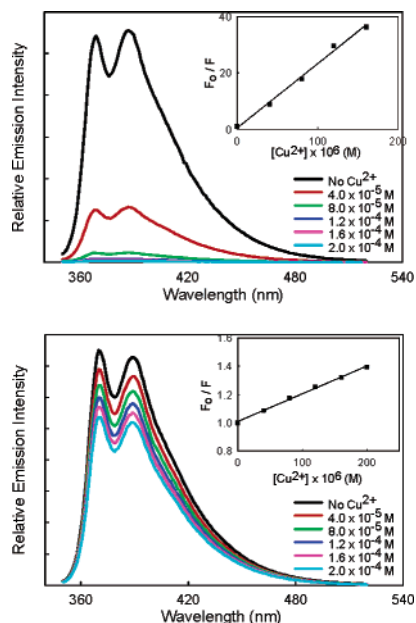 Relative Emission Intensity
F₀ / F
40
20
0
0 100 200
[Cu²⁺] x 10⁶ (M)
No Cu²⁺
4.0 x 10⁻⁵ M
8.0 x 10⁻⁵ M
1.2 x 10⁻⁴ M
1.6 x 10⁻⁴ M
2.0 x 10⁻⁴ M
360 420 480 540
Wavelength (nm)
Relative Emission Intensity
F₀ / F
1.6
1.4
1.2
1.0
0.8
0 100 200
[Cu²⁺] x 10⁶ (M)
No Cu²⁺
4.0 x 10⁻⁵ M
8.0 x 10⁻⁵ M
1.2 x 10⁻⁴ M
1.6 x 10⁻⁴ M
2.0 x 10⁻⁴ M
360 420 480 540
Wavelength (nm)